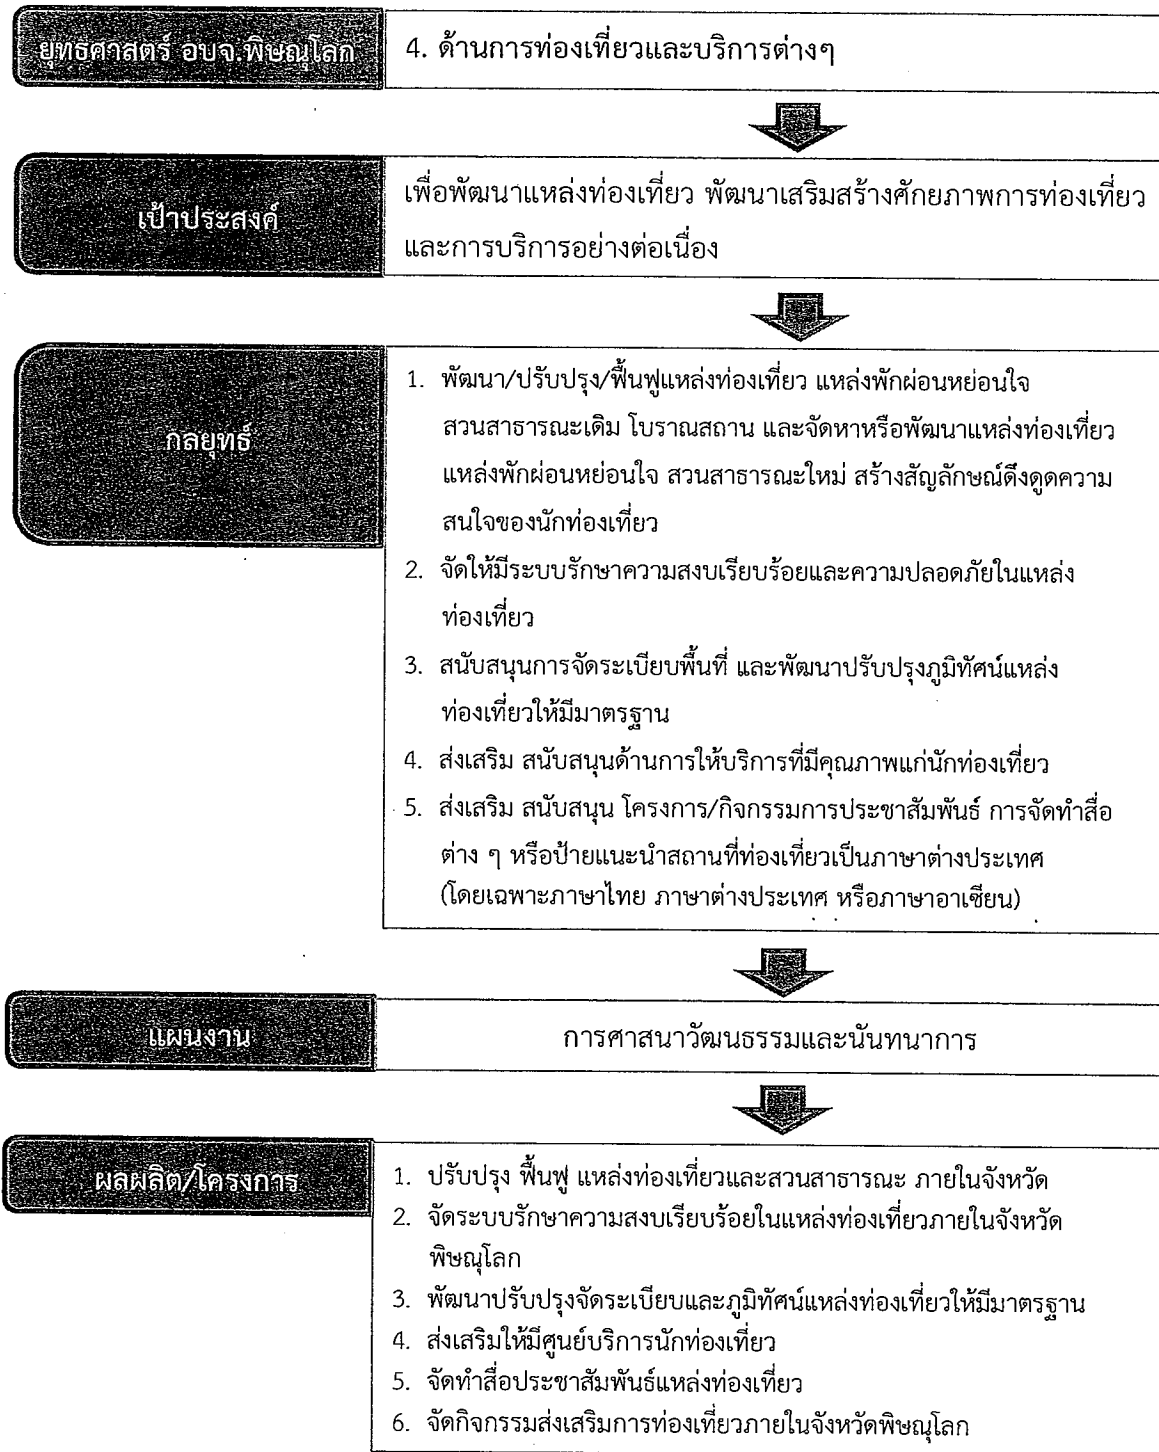 ยุทธศาสตร์ อบจ.พิษณุโลก
4. ด้านการท่องเที่ยวและบริการต่างๆ
เป้าประสงค์
เพื่อพัฒนาแหล่งท่องเที่ยว พัฒนาเสริมสร้างศักยภาพการท่องเที่ยว
และการบริการอย่างต่อเนื่อง
กลยุทธ์
1. พัฒนา/ปรับปรุง/ฟื้นฟูแหล่งท่องเที่ยว แหล่งพักผ่อนหย่อนใจ
สวนสาธารณะเดิม โบราณสถาน และจัดหาหรือพัฒนาแหล่งท่องเที่ยว
แหล่งพักผ่อนหย่อนใจ สวนสาธารณะใหม่ สร้างสัญลักษณ์ดึงดูดความ
สนใจของนักท่องเที่ยว
2. จัดให้มีระบบรักษาความสงบเรียบร้อยและความปลอดภัยในแหล่ง
ท่องเที่ยว
3. สนับสนุนการจัดระเบียบพื้นที่ และพัฒนาปรับปรุงภูมิทัศน์แหล่ง
ท่องเที่ยวให้มีมาตรฐาน
4. ส่งเสริม สนับสนุนด้านการให้บริการที่มีคุณภาพแก่นักท่องเที่ยว
5. ส่งเสริม สนับสนุน โครงการ/กิจกรรมการประชาสัมพันธ์ การจัดทำสื่อ
ต่าง ๆ หรือป้ายแนะนำสถานที่ท่องเที่ยวเป็นภาษาต่างประเทศ
(โดยเฉพาะภาษาไทย ภาษาต่างประเทศ หรือภาษาอาเซียน)
แผนงาน
การศาสนาวัฒนธรรมและนันทนาการ
ผลผลิต/โครงการ
1. ปรับปรุง ฟื้นฟู แหล่งท่องเที่ยวและสวนสาธารณะ ภายในจังหวัด
2. จัดระบบรักษาความสงบเรียบร้อยในแหล่งท่องเที่ยวภายในจังหวัด
พิษณุโลก
3. พัฒนาปรับปรุงจัดระเบียบและภูมิทัศน์แหล่งท่องเที่ยวให้มีมาตรฐาน
4. ส่งเสริมให้มีศูนย์บริการนักท่องเที่ยว
5. จัดทำสื่อประชาสัมพันธ์แหล่งท่องเที่ยว
6. จัดกิจกรรมส่งเสริมการท่องเที่ยวภายในจังหวัดพิษณุโลก